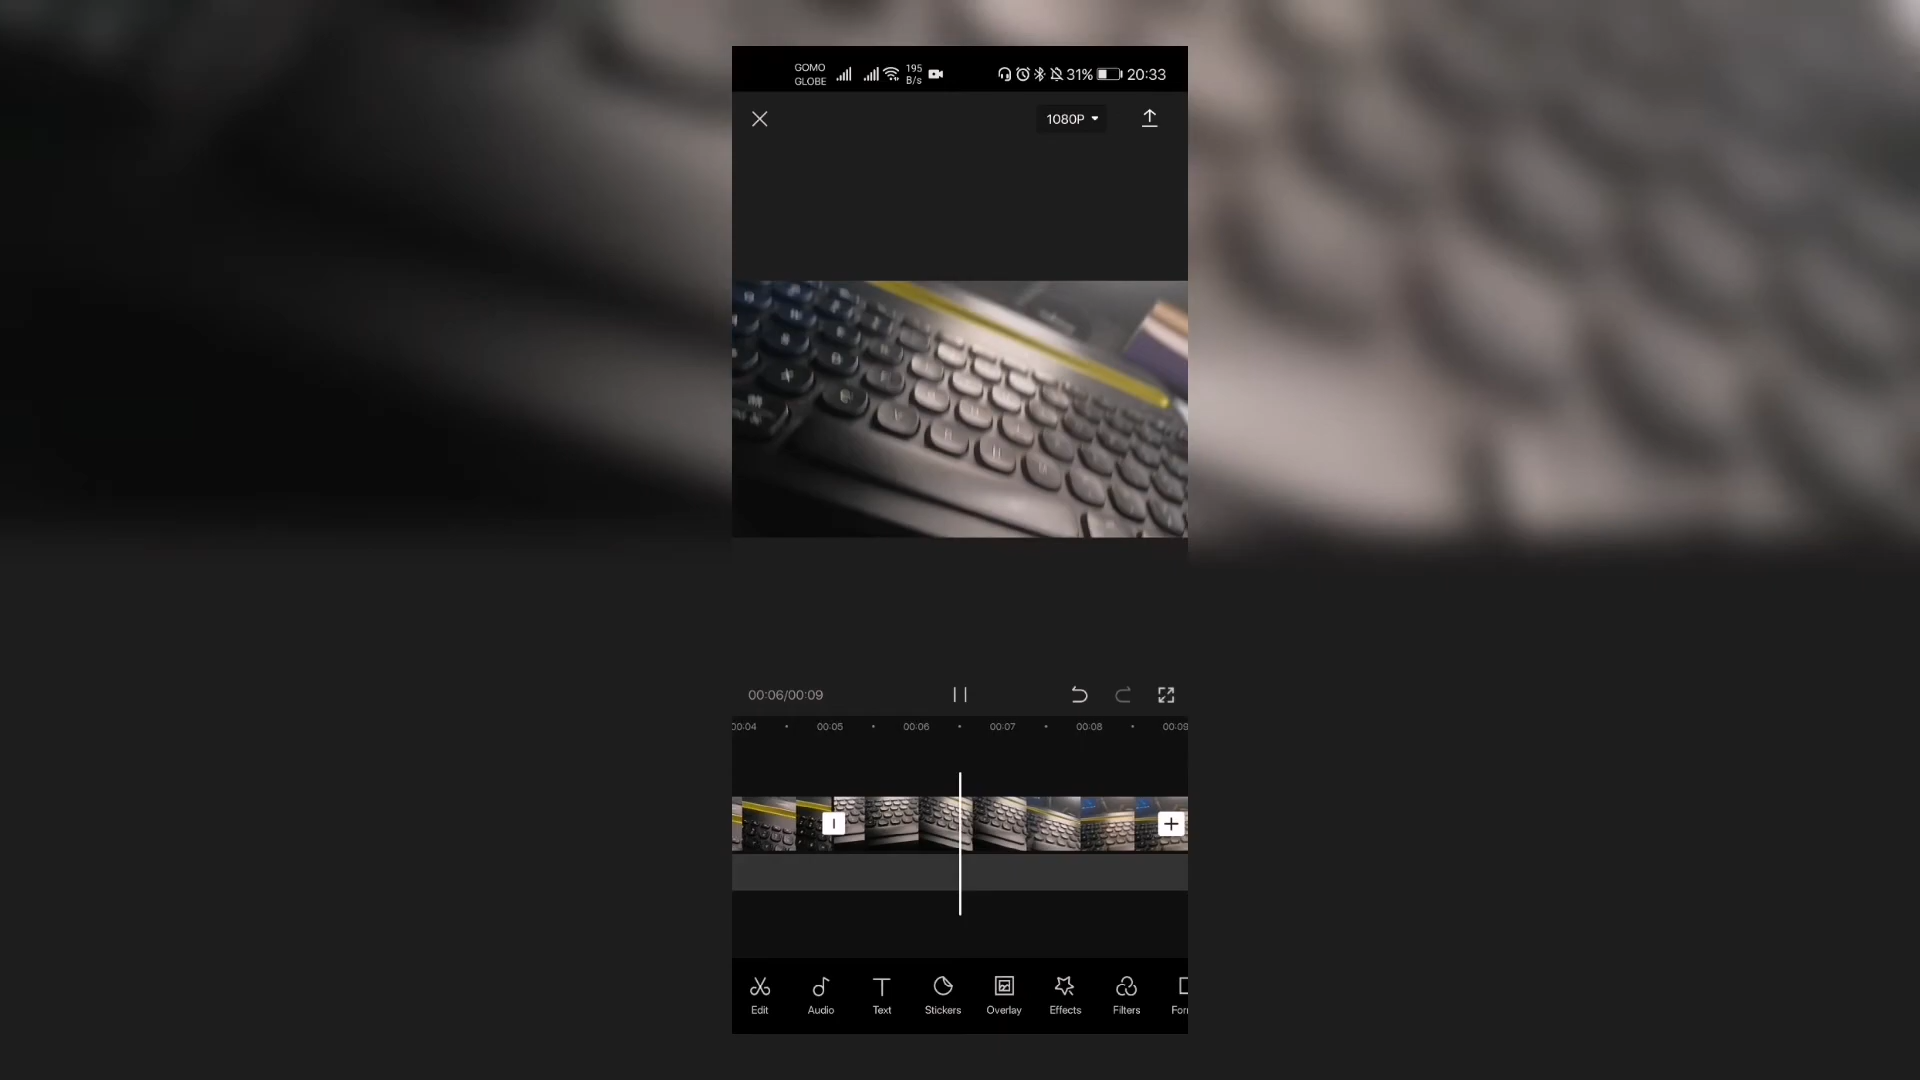 GOMO
GLOBE
195
B/s
31%
20:33
1080P
00:06/00:09
00:04
00:05
00:06
00:07
00:08
00:09
Edit
Audio
Text
Stickers
Overlay
Effects
Filters